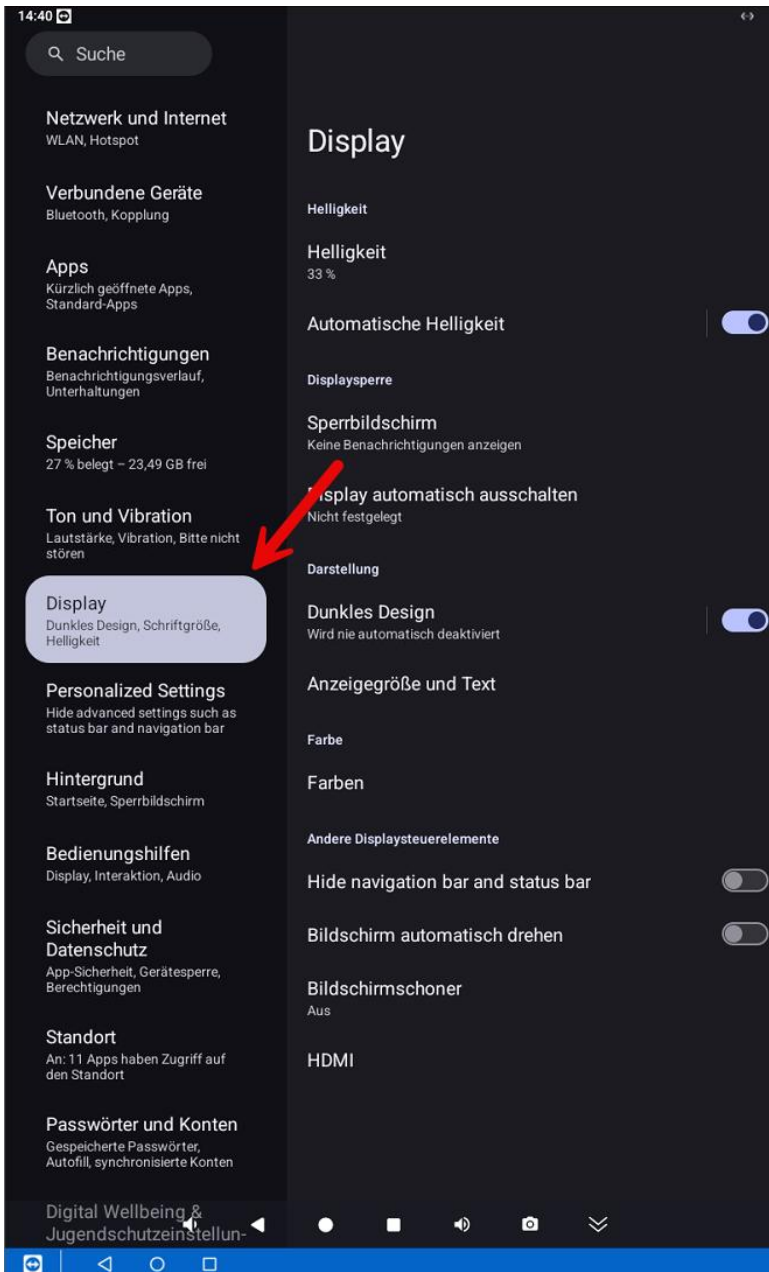 14:40
Suche
Netzwerk und Internet
WLAN, Hotspot
Verbundene Geräte
Bluetooth, Kopplung
Apps
Kürzlich geöffnete Apps,
Standard-Apps
Benachrichtigungen
Benachrichtigungsverlauf,
Unterhaltungen
Speicher
27 % belegt – 23,49 GB frei
Ton und Vibration
Lautstärke, Vibration, Bitte nicht
stören
Display
Dunkles Design, Schriftgröße,
Helligkeit
Personalized Settings
Hide advanced settings such as
status bar and navigation bar
Hintergrund
Startseite, Sperrbildschirm
Bedienungshilfen
Display, Interaktion, Audio
Sicherheit und
Datenschutz
App-Sicherheit, Gerätesperre,
Berechtigungen
Standort
An: 11 Apps haben Zugriff auf
den Standort
Passwörter und Konten
Gespeicherte Passwörter,
Autofill, synchronisierte Konten
Digital Wellbeing &
Jugendschutzeinstellun-
Display
Helligkeit
Helligkeit
33 %
Automatische Helligkeit
Displaysperre
Sperrbildschirm
Keine Benachrichtigungen anzeigen
Display automatisch ausschalten
Nicht festgelegt
Darstellung
Dunkles Design
Wird nie automatisch deaktiviert
Anzeigegröße und Text
Farbe
Farben
Andere Displaysteuerelemente
Hide navigation bar and status bar
Bildschirm automatisch drehen
Bildschirmschoner
Aus
HDMI